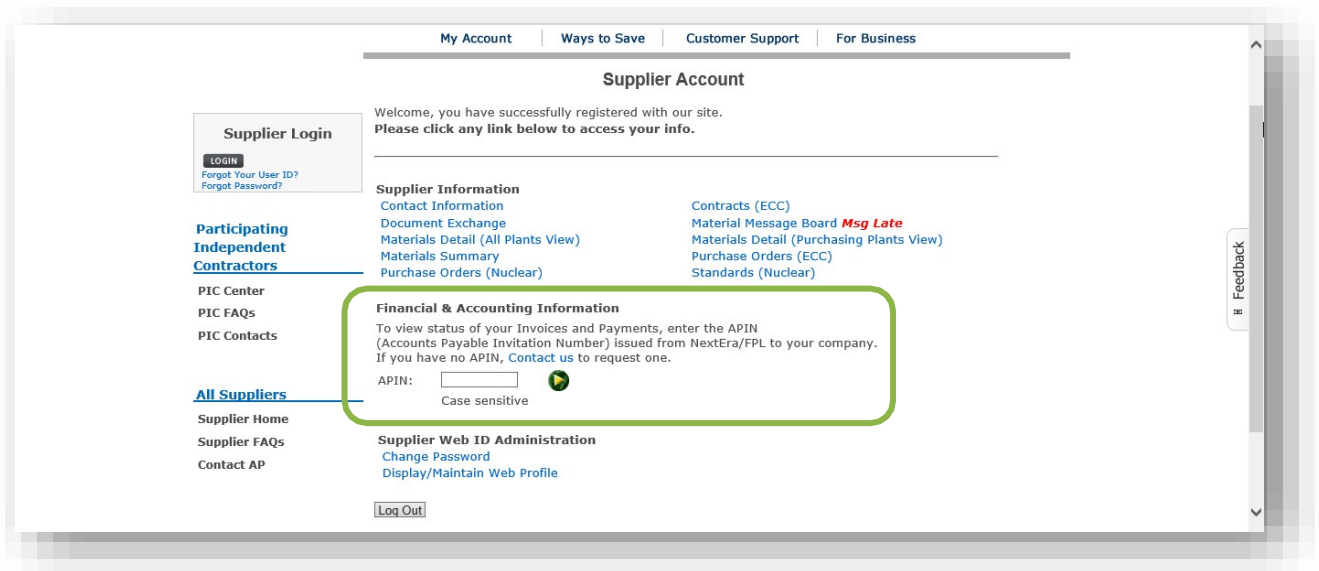 My Account Ways to Save Customer Support For Business
Supplier Account
Welcome, you have successfully registered with our site.
Please click any link below to access your info.
Supplier Login
LOGIN
Forgot Your User ID?
Forgot Password?
Participating
Independent
Contractors
PIC Center
PIC FAQs
PIC Contacts
All Suppliers
Supplier Home
Supplier FAQs
Contact AP
Supplier Information
Contact Information Contracts (ECC)
Document Exchange Material Message Board Msg Late
Materials Detail (All Plants View) Materials Detail (Purchasing Plants View)
Materials Summary Purchase Orders (ECC)
Purchase Orders (Nuclear) Standards (Nuclear)
Financial & Accounting Information
To view status of your Invoices and Payments, enter the APIN
(Accounts Payable Invitation Number) issued from NextEra/FPL to your company.
If you have no APIN, Contact us to request one.
APIN:
Case sensitive
Supplier Web ID Administration
Change Password
Display/Maintain Web Profile
Log Out
Feedback